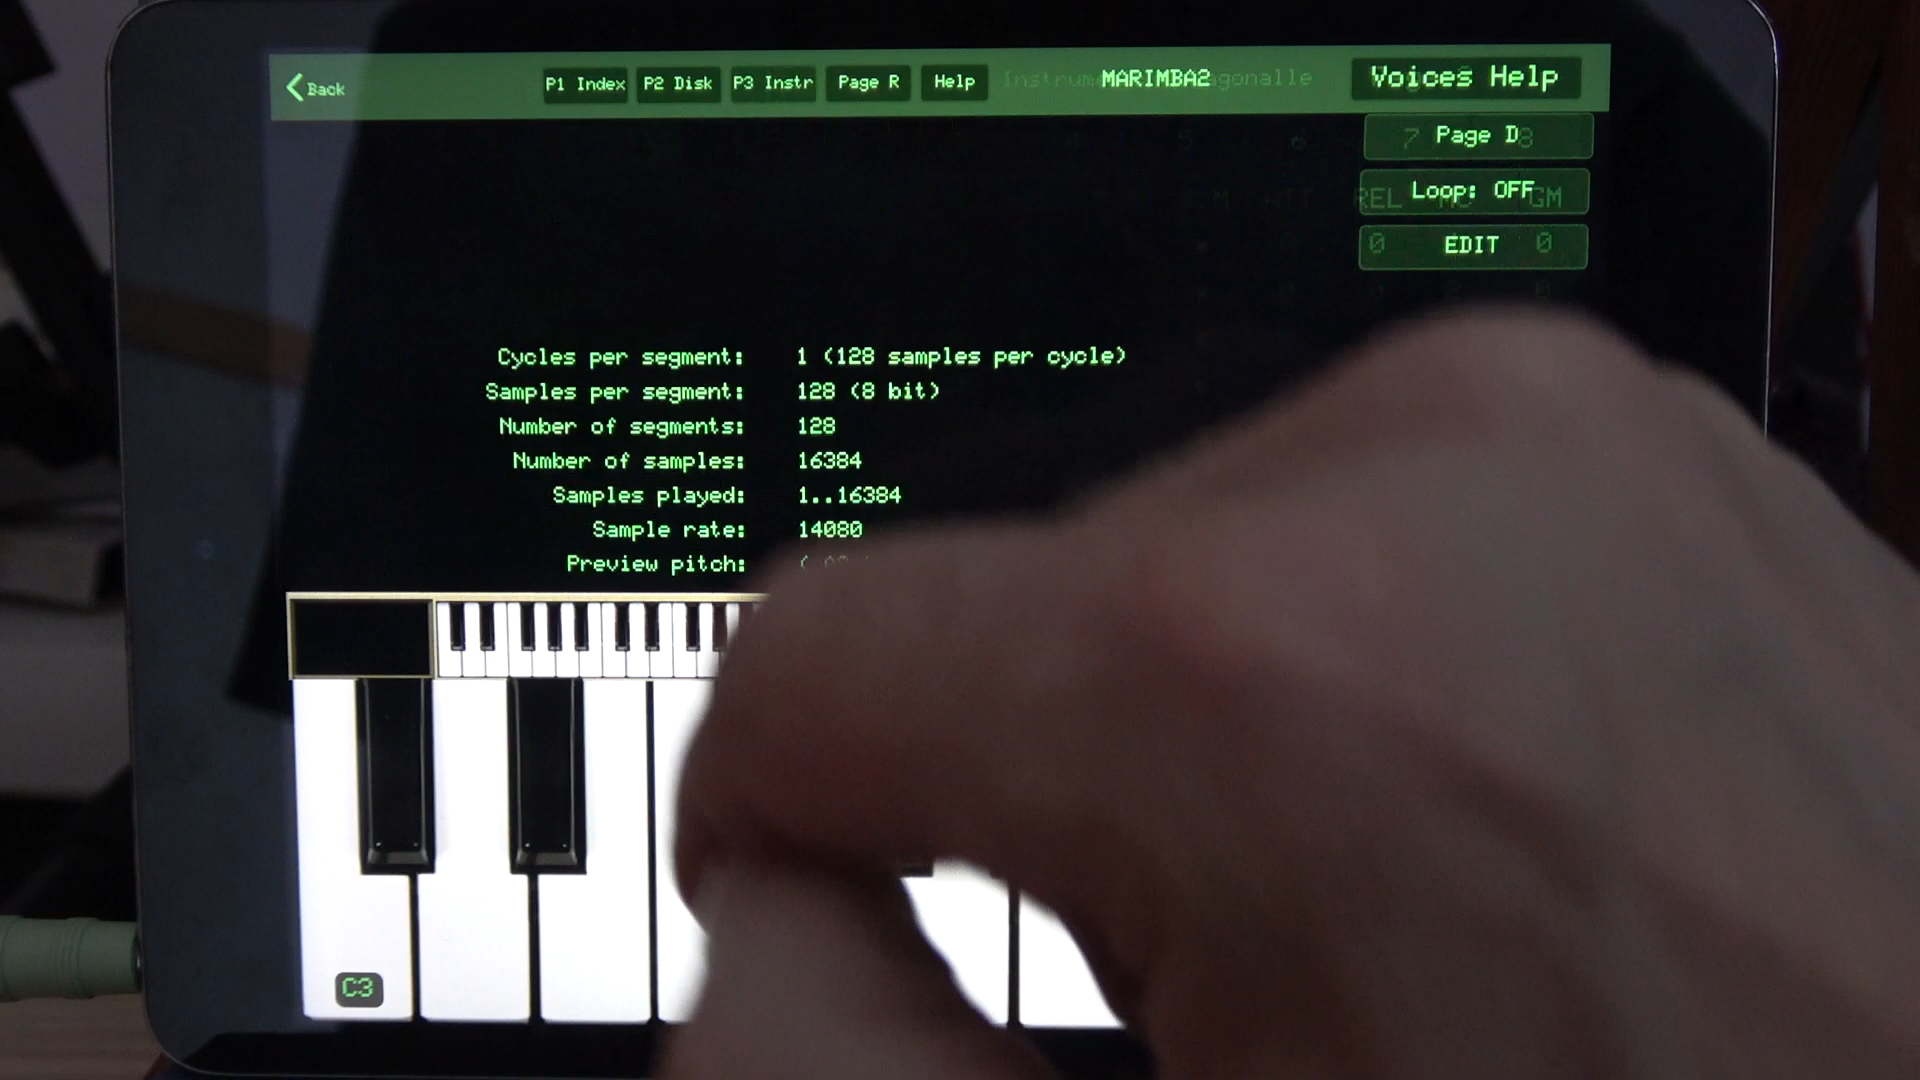 Back P1 Index P2 Disk P3 Instr Page R Help MARIMBA2 Voices Help
Page D
Loop: OFF
EDIT
Cycles per segment: 1 (128 samples per cycle)
Samples per segment: 128 (8 bit)
Number of segments: 128
Number of samples: 16384
Samples played: 1..16384
Sample rate: 14080
Preview pitch:
C3